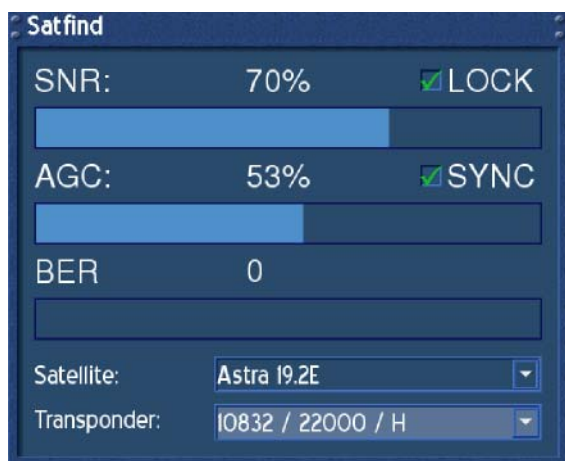 Satfind
SNR: 70% LOCK
AGC: 53% SYNC
BER 0
Satellite: Astra 19.2E
Transponder: 10832 / 22000 / H